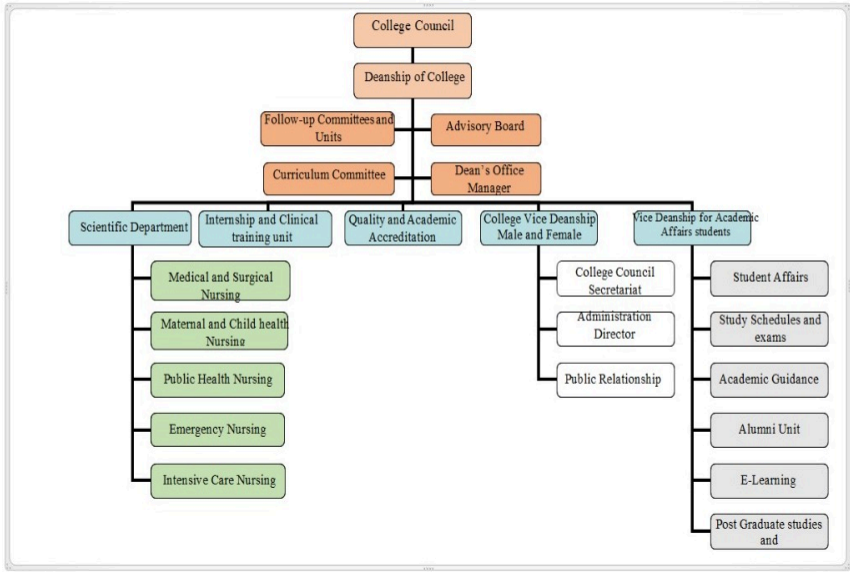 College Council
Deanship of College
Follow-up Committees and
Units
Advisory Board
Curriculum Committee
Dean's Office
Manager
Scientific Department
Internship and Clinical
training unit
Quality and Academic
Accreditation
College Vice Deanship
Male and Female
Vice Deanship for Academic
Affairs students
Medical and Surgical
Nursing
Maternal and Child health
Nursing
Public Health Nursing
Emergency Nursing
Intensive Care Nursing
College Council
Secretariat
Administration
Director
Public Relationship
Student Affairs
Study Schedules and
exams
Academic Guidance
Alumni Unit
E-Learning
Post Graduate studies
and